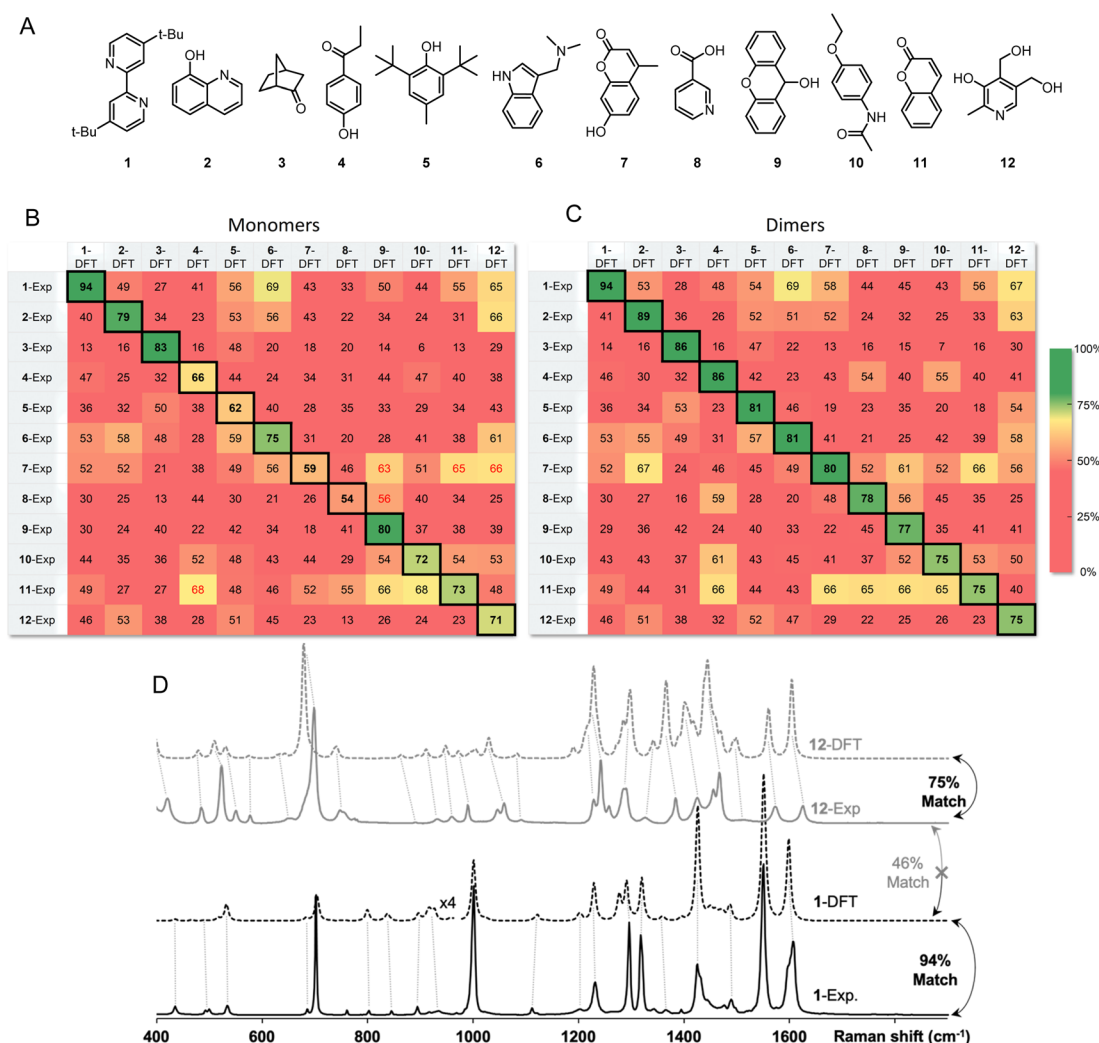 A
t-Bu
OH
OH
N
N
N
O
t-Bu
O
OH
OH
N
HN
O
O
HO
O
OH
N
O
OH
O
NH
O
O
O
OH
HO
OH
N
1 2 3 4 5 6 7 8 9 10 11 12
B Monomers
1-DFT 2-DFT 3-DFT 4-DFT 5-DFT 6-DFT 7-DFT 8-DFT 9-DFT 10-DFT 11-DFT 12-DFT
1-Exp 94 49 27 41 56 69 43 33 50 44 55 65
2-Exp 40 79 34 23 53 56 43 22 34 24 31 66
3-Exp 13 16 83 16 48 20 18 20 14 6 13 29
4-Exp 47 25 32 66 44 24 34 31 44 47 40 38
5-Exp 36 32 50 38 62 40 28 35 33 29 34 43
6-Exp 53 58 48 28 59 75 31 20 28 41 38 61
7-Exp 52 52 21 38 49 56 59 46 63 51 65 66
8-Exp 30 25 13 44 30 21 26 54 56 40 34 25
9-Exp 30 24 40 22 42 34 18 41 80 37 38 39
10-Exp 44 35 36 52 48 43 44 29 54 72 54 53
11-Exp 49 27 27 68 48 46 52 55 66 68 73 48
12-Exp 46 53 38 28 51 45 23 13 26 24 23 71
C Dimers
1-DFT 2-DFT 3-DFT 4-DFT 5-DFT 6-DFT 7-DFT 8-DFT 9-DFT 10-DFT 11-DFT 12-DFT
1-Exp 94 53 28 48 54 69 58 44 45 43 56 67
2-Exp 41 89 36 26 52 51 52 24 32 25 33 63
3-Exp 14 16 86 16 47 22 13 16 15 7 16 30
4-Exp 46 30 32 86 42 23 43 54 40 55 40 41
5-Exp 36 34 53 23 81 46 19 23 35 20 18 54
6-Exp 53 55 49 31 57 81 41 21 25 42 39 58
7-Exp 52 67 24 46 45 49 80 52 61 52 66 56
8-Exp 30 27 16 59 28 20 48 78 56 45 35 25
9-Exp 29 36 42 24 40 33 22 45 77 35 41 41
10-Exp 43 43 37 61 43 45 41 37 52 75 53 50
11-Exp 49 44 31 66 44 43 66 65 66 65 75 40
12-Exp 46 51 38 32 52 47 29 22 25 26 23 75
100%
75%
50%
25%
0%
D
12-DFT
75%
Match
12-Exp
46%
Match
x4
1-DFT
94%
Match
1-Exp.
400 600 800 1000 1200 1400 1600 Raman shift (cm-1)